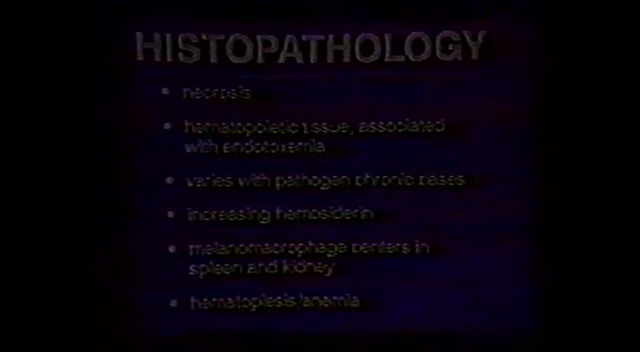 HISTOPATHOLOGY
• necrosis
• hematopoietic tissue, associated
with endotoxemia
• varies with pathogen chronic cases
• increasing hemosiderin
• melanomacrophage centers in
spleen and kidney
• anemia